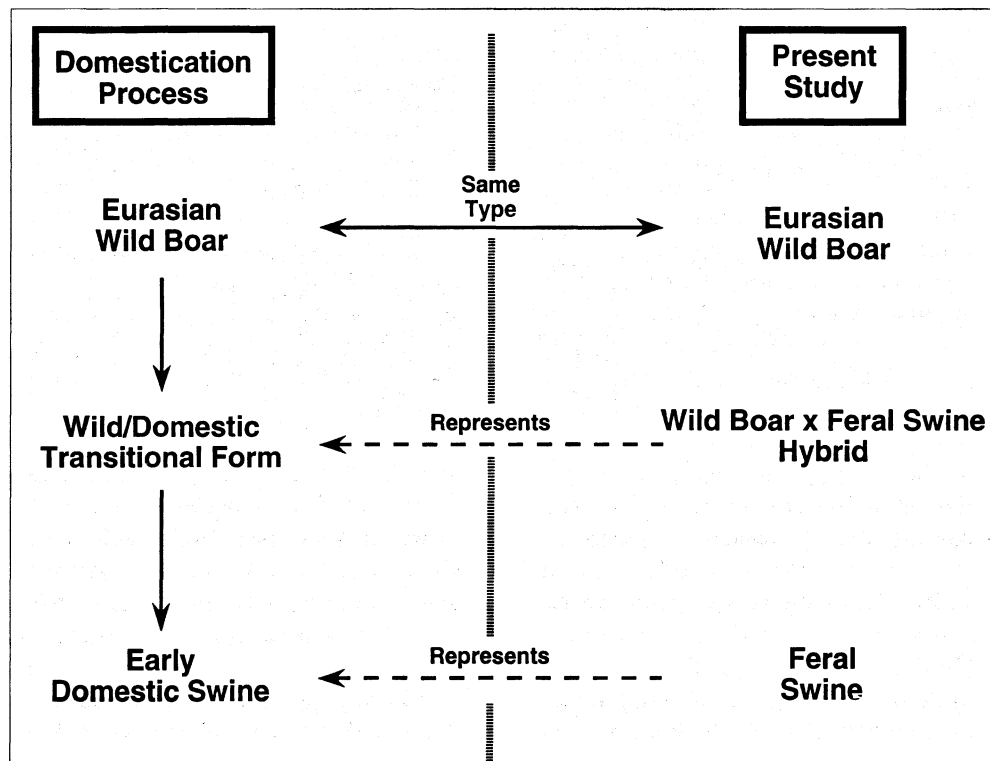 Domestication
Process
Present
Study
Same
Type
Eurasian
Wild Boar
Eurasian
Wild Boar
Represents
Wild/Domestic
Transitional Form
Wild Boar x Feral Swine
Hybrid
Represents
Early
Domestic Swine
Feral
Swine